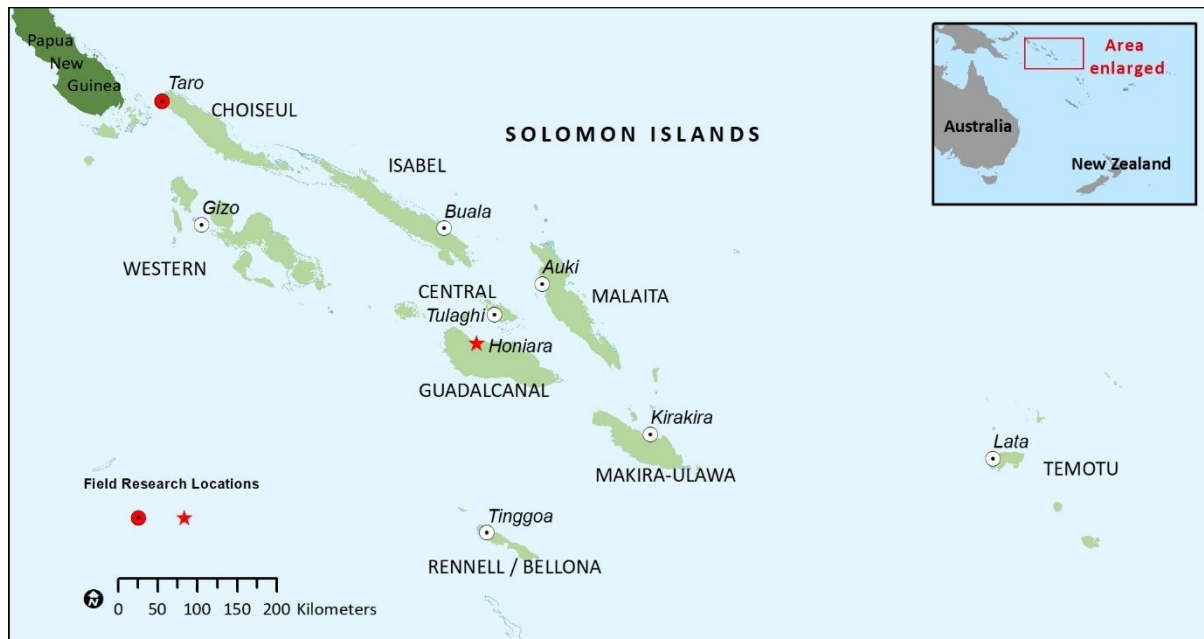 Papua
New
Guinea
Taro
CHOISEUL
SOLOMON ISLANDS
ISABEL
Gizo
Buala
WESTERN
Auki
CENTRAL
MALAITA
Tulaghi
Honiara
GUADALCANAL
Kirakira
Lata
MAKIRA-ULAWA
TEMOTU
Tinggoa
RENNELL / BELLONA
Field Research Locations
N
0 50 100 150 200 Kilometers
Area
enlarged
Australia
New Zealand